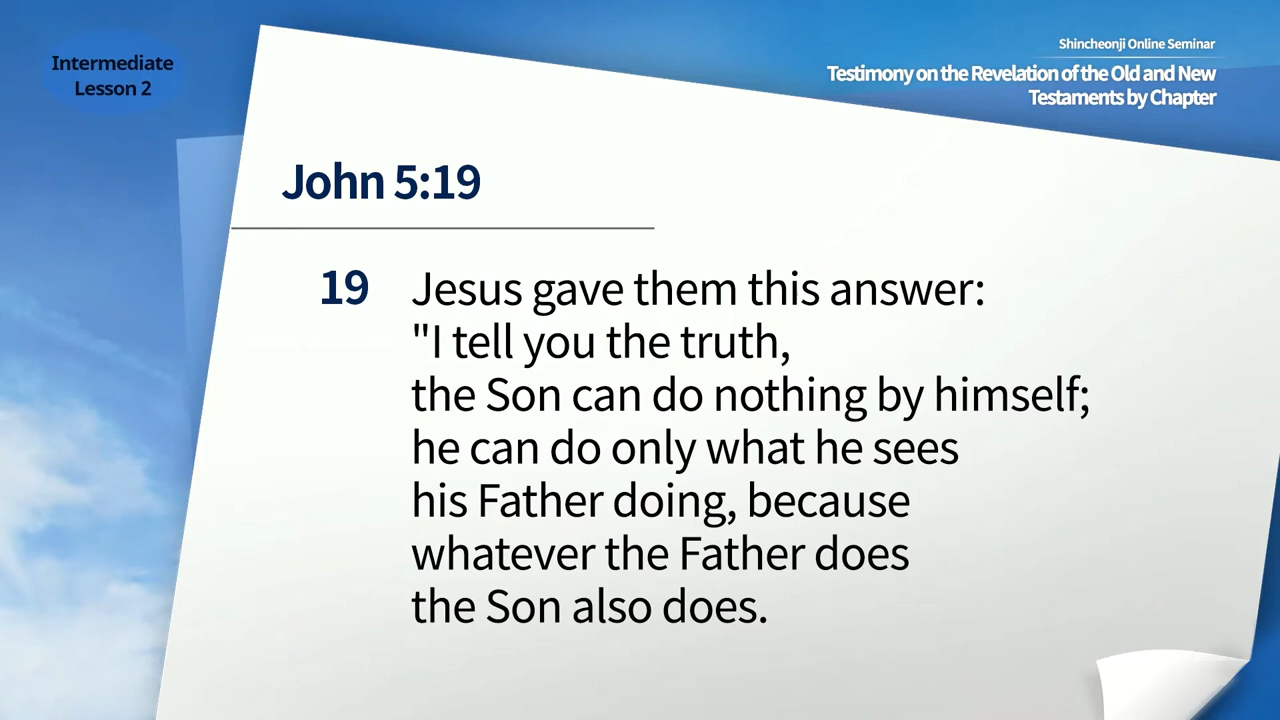 Intermediate
Lesson 2
Shincheonji Online Seminar
Testimony on the Revelation of the Old and New
Testaments by Chapter
John 5:19
19 Jesus gave them this answer:
"I tell you the truth,
the Son can do nothing by himself;
he can do only what he sees
his Father doing, because
whatever the Father does
the Son also does.